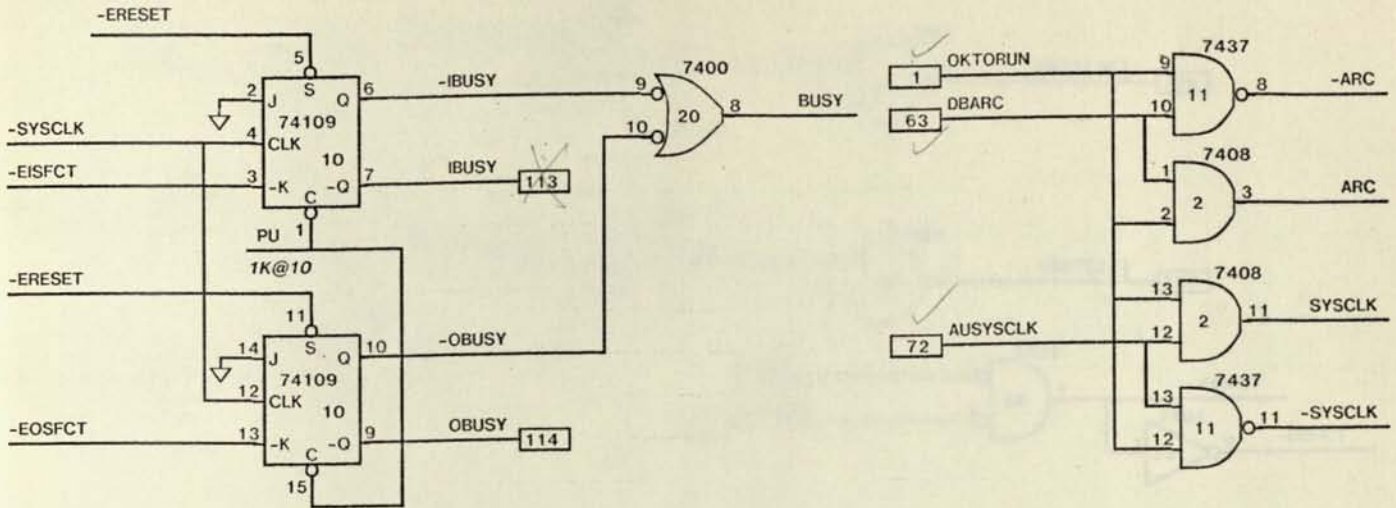 -ERESET
5
2
J
S
Q
6
-IBUSY
74109
-SYSCLK
4
CLK
10
-EISFCT
3
-K
-Q
7
IBUSY
113
C
1
PU
1K@10
-ERESET
11
14
J
S
Q
10
-OBUSY
74109
12
CLK
10
-EOSFCT
13
-K
-Q
9
OBUSY
114
C
15
7400
9
10
20
8
BUSY
1
OKTORUN
63
DBARC
7437
9
10
11
8
-ARC
7408
1
2
2
3
ARC
7408
13
12
2
11
SYSCLK
72
AUSYSCLK
7437
13
12
11
11
-SYSCLK